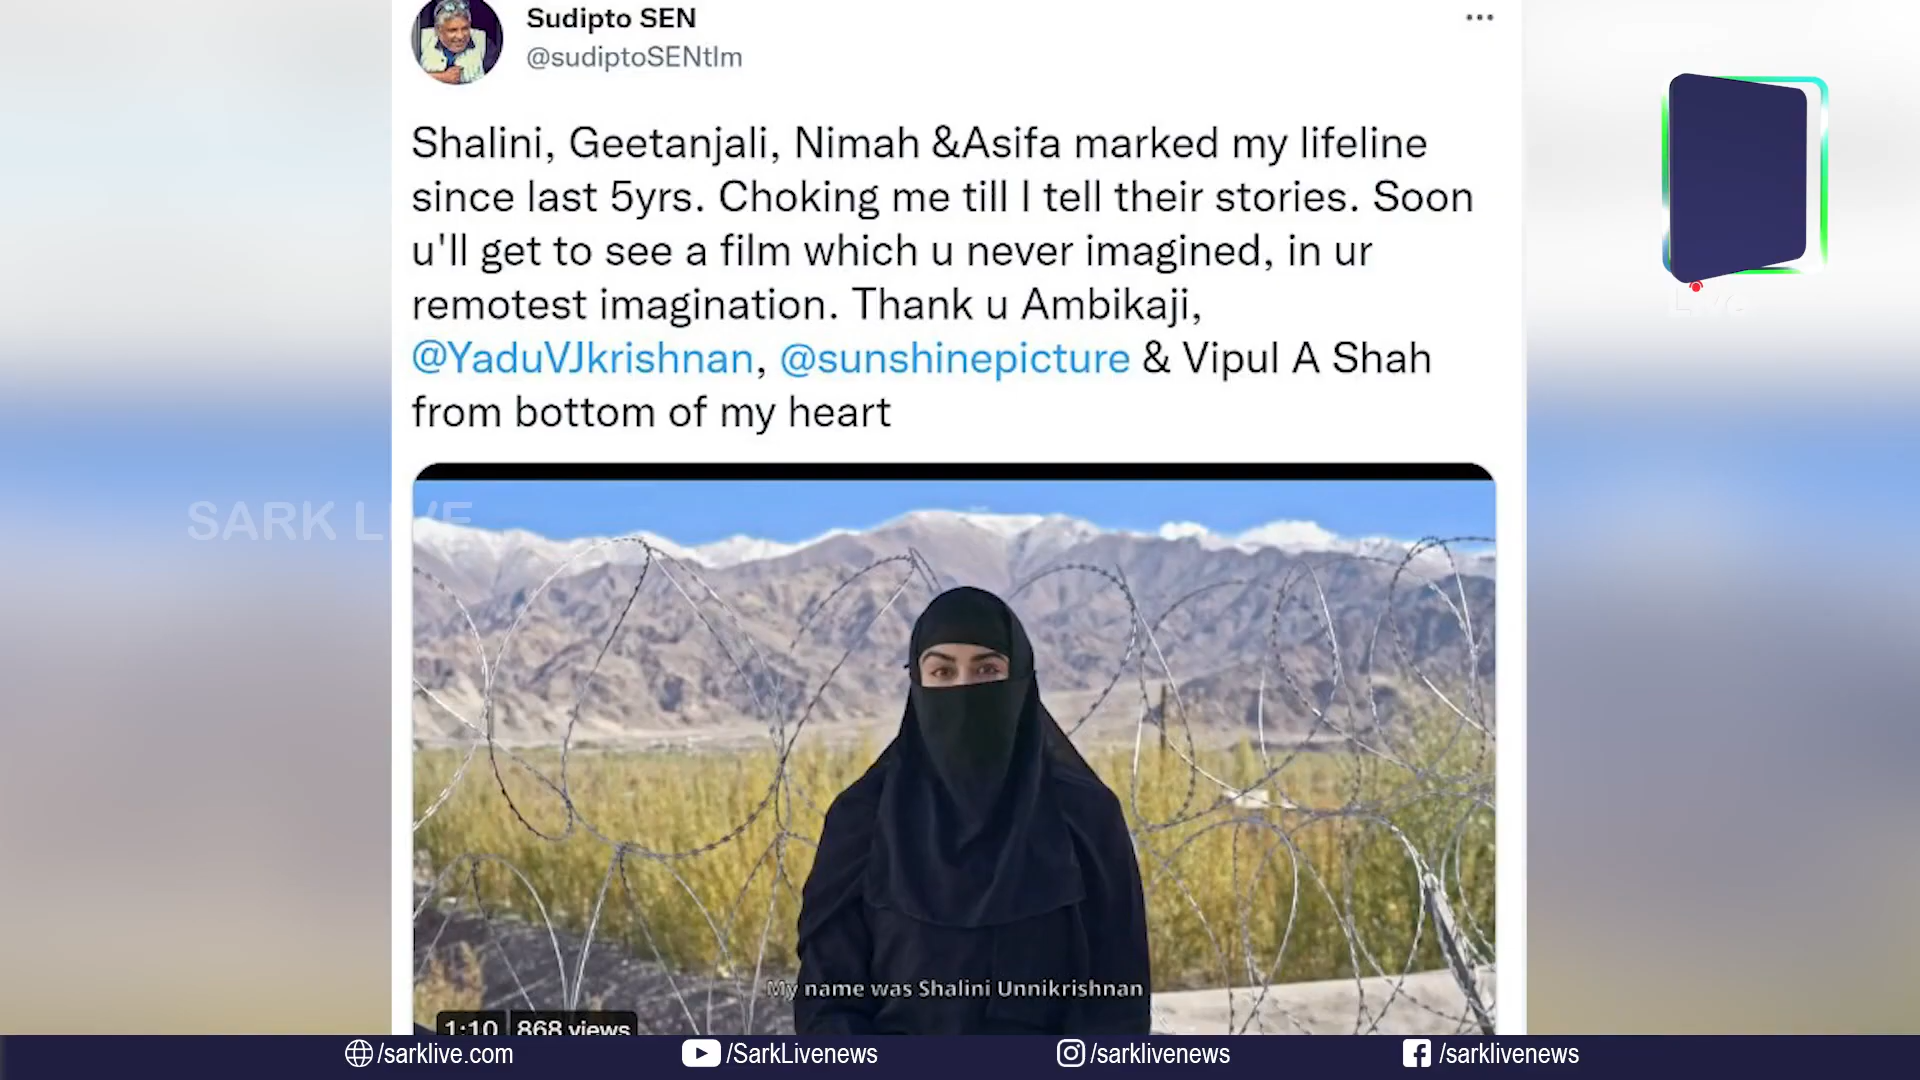 Sudipto SEN
@sudiptoSENtlm
Shalini, Geetanjali, Nimah &Asifa marked my lifeline
since last 5yrs. Choking me till I tell their stories. Soon
u'll get to see a film which u never imagined, in ur
remotest imagination. Thank u Ambikaji,
@YaduVJkrishnan, @sunshinepicture & Vipul A Shah
from bottom of my heart
SARK LIVE
Live
My name was Shalini Unnikrishnan
1:10 868 views
/sarklive.com /SarkLivenews /sarklivenews /sarklivenews